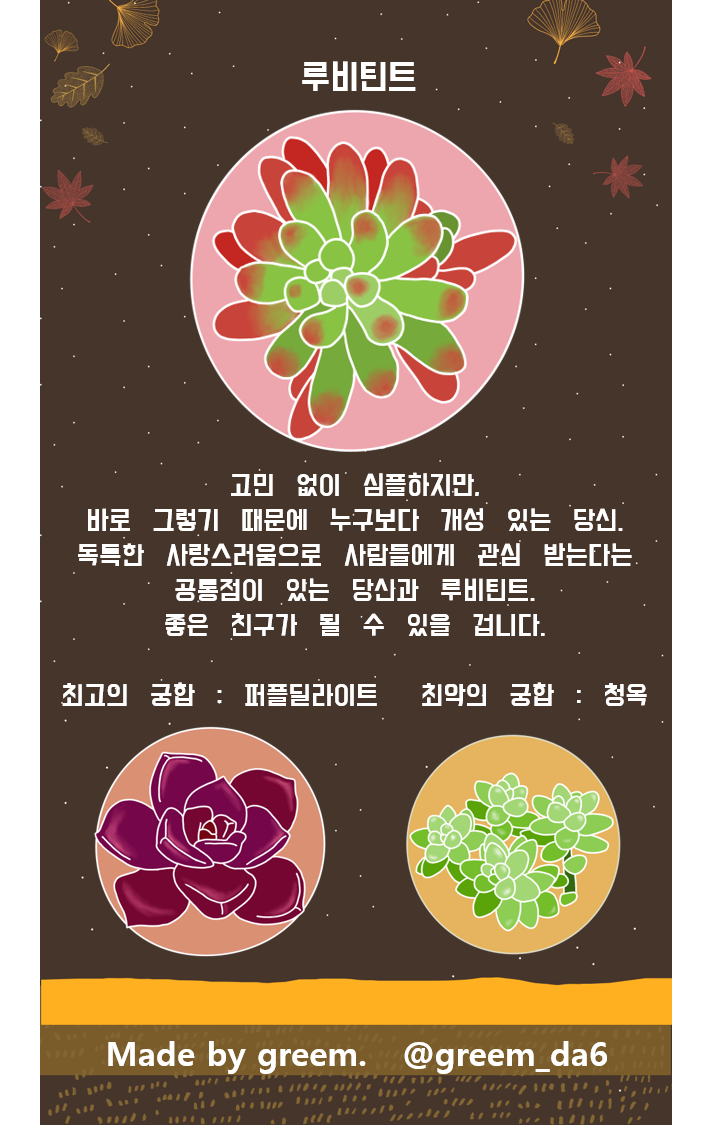 루비틴트
고민 없이 심플하지만,
바로 그렇기 때문에 누구보다 개성 있는 당신.
독특한 사랑스러움으로 사람들에게 관심 받는다는
공통점이 있는 당신과 루비틴트.
좋은 친구가 될 수 있을 겁니다.
최고의 궁합 : 퍼플딜라이트 최악의 궁합 : 청옥
Made by greem. @greem_da6